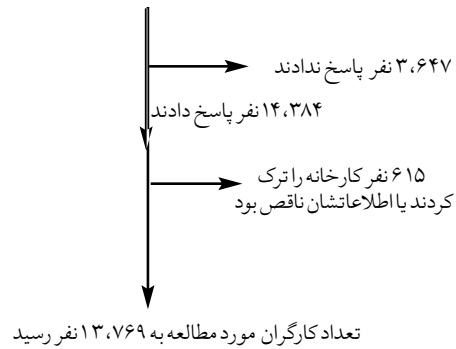 ۳،۶۴۷ نفر پاسخ ندادند
۱۴،۳۸۴ نفر پاسخ دادند
۶۱۵ نفر کارخانه را ترک
کردند یا اطلاعاتشان ناقص بود
تعداد کارگران مورد مطالعه به ۱۳،۷۶۹ نفر رسید